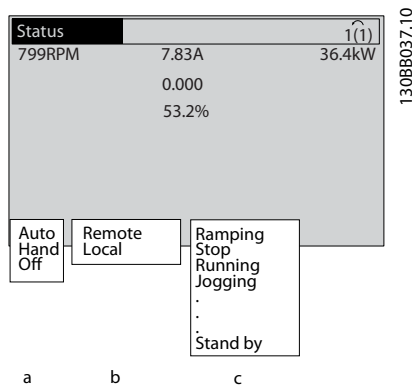 Status 1(1)
799RPM 7.83A 36.4kW
0.000
53.2%
Auto
Hand
Off
Remote
Local
Ramping
Stop
Running
Jogging
.
.
.
Stand by
a b c
130BB037.10